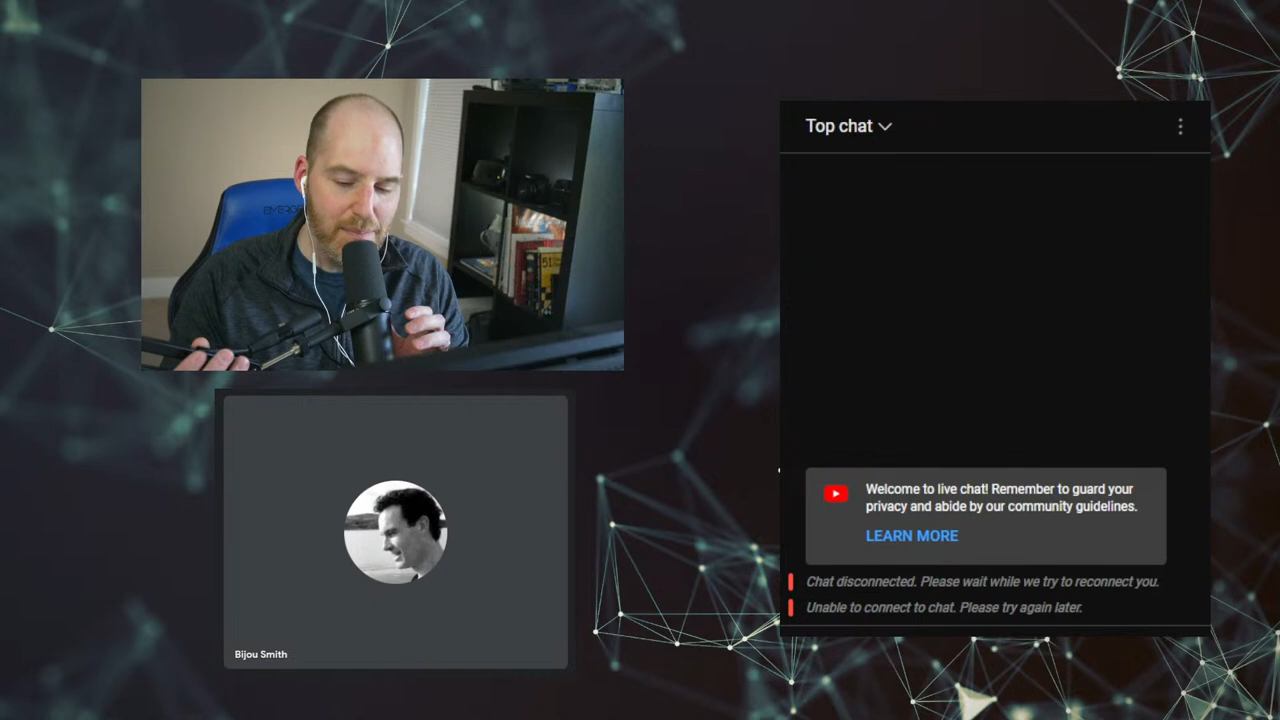 Top chat
Welcome to live chat! Remember to guard your
privacy and abide by our community guidelines.
LEARN MORE
Chat disconnected. Please wait while we try to reconnect you.
Unable to connect to chat. Please try again later.
Bijou Smith
51